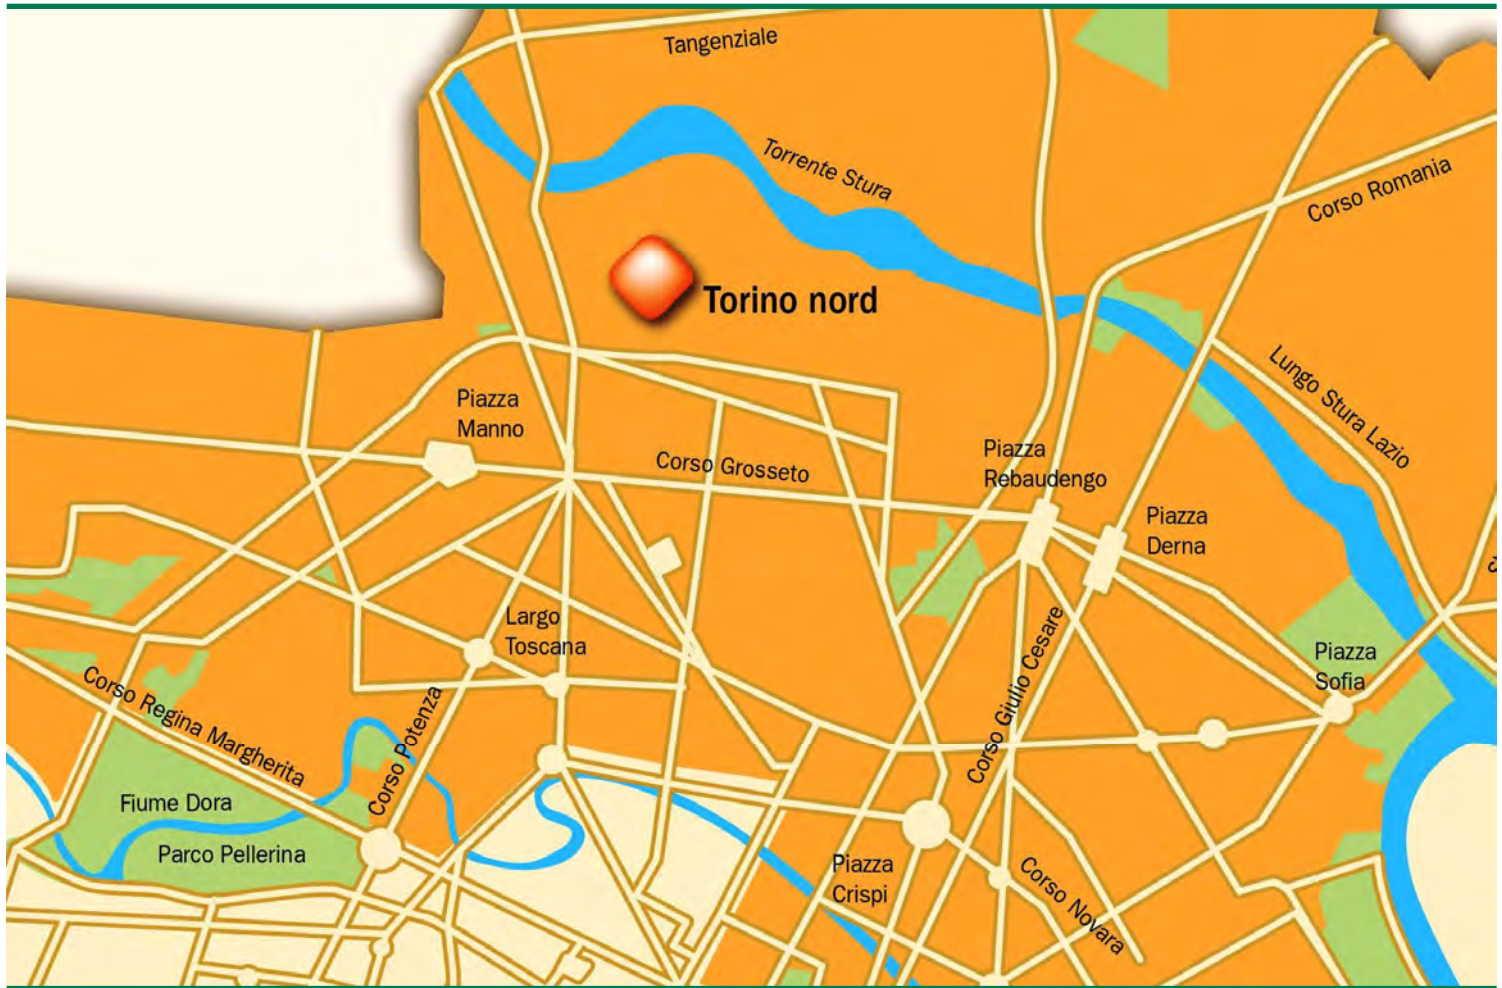 Tangenziale
Torrente Stura
Corso Romania
Torino nord
Lungo Stura Lazio
Piazza
Manno
Corso Grosseto
Piazza
Rebaudengo
Piazza
Derna
Largo
Toscana
Piazza
Sofia
Corso Regina Margherita
Corso Potenza
Corso Giulio Cesare
Fiume Dora
Parco Pellerina
Piazza
Crispi
Corso Novara